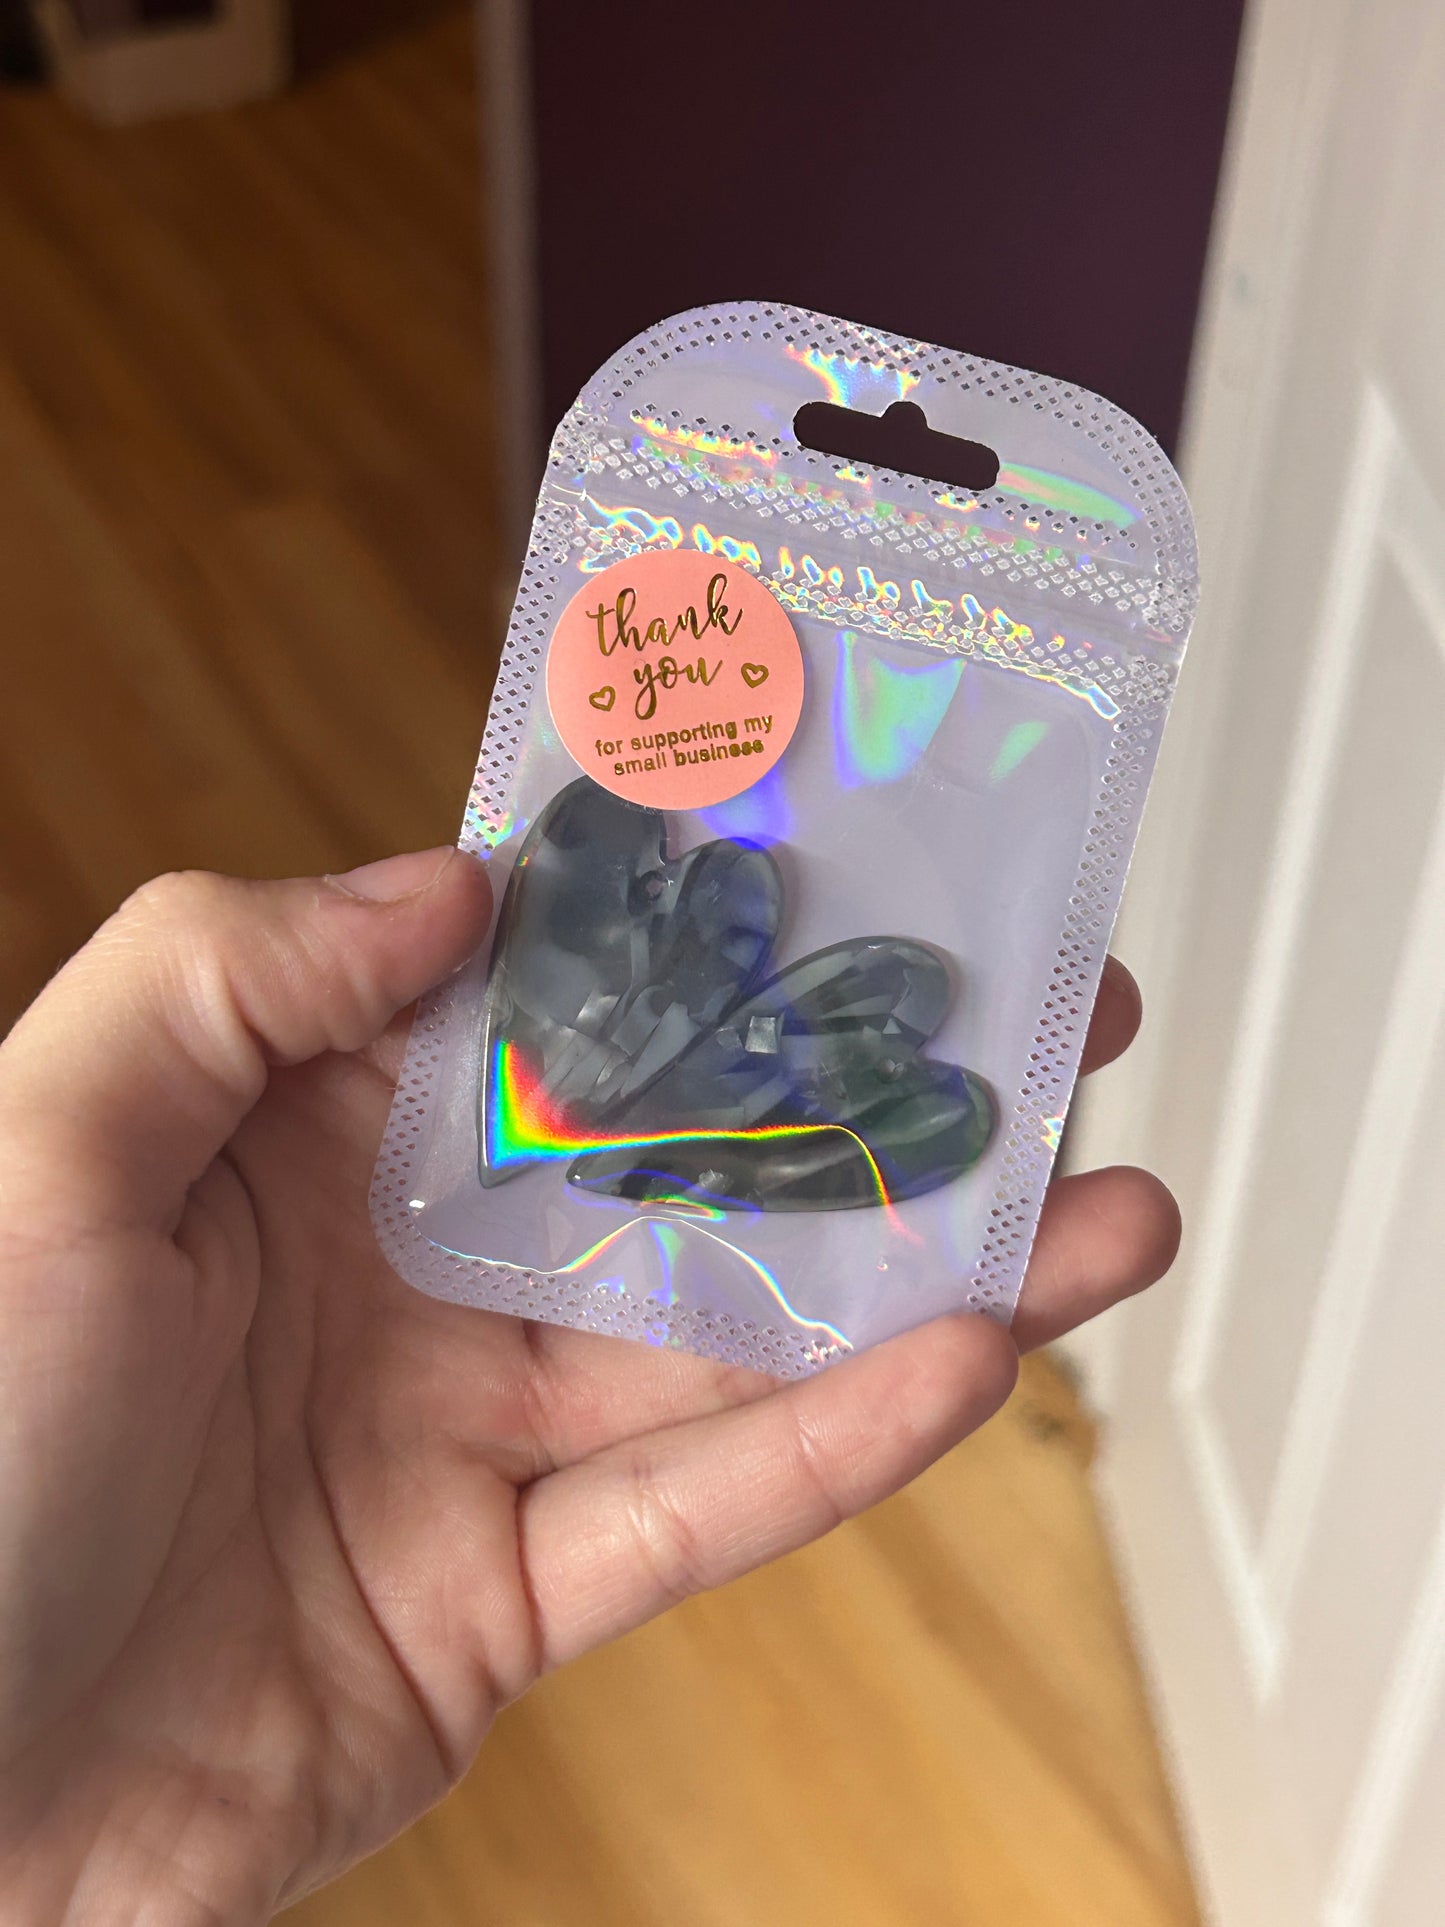 thank
you
for supporting my
small business